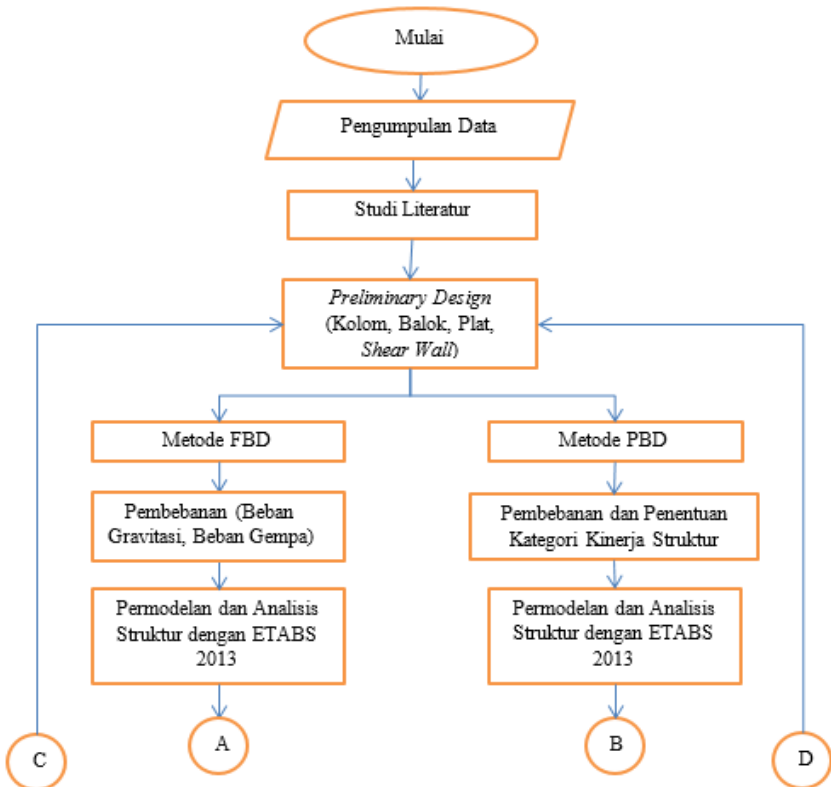 Mulai
Pengumpulan Data
Studi Literatur
Preliminary Design
(Kolom, Balok, Plat,
Shear Wall)
Metode FBD
Metode PBD
Pembebanan (Beban
Gravitasi, Beban Gempa)
Pembebanan dan Penentuan
Kategori Kinerja Struktur
Permodelan dan Analisis
Struktur dengan ETABS
2013
Permodelan dan Analisis
Struktur dengan ETABS
2013
C
A
B
D